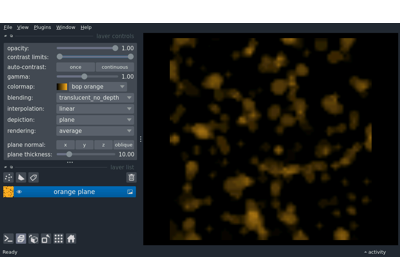 File View Plugins Window Help
layer controls
opacity: 1.00
contrast limits:
auto-contrast: once continuous
gamma: 1.00
colormap: bop orange
blending: translucent_no_depth
interpolation: linear
depiction: plane
rendering: average
plane normal: x y z oblique
plane thickness: 10.00
layer list
orange plane
Ready activity